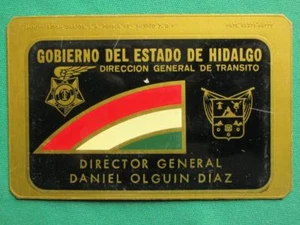 GOBIERNO DEL ESTADO DE HIDALGO
DIRECCION GENERAL DE TRANSITO
DIRECTOR GENERAL
DANIEL OLGUIN DIAZ